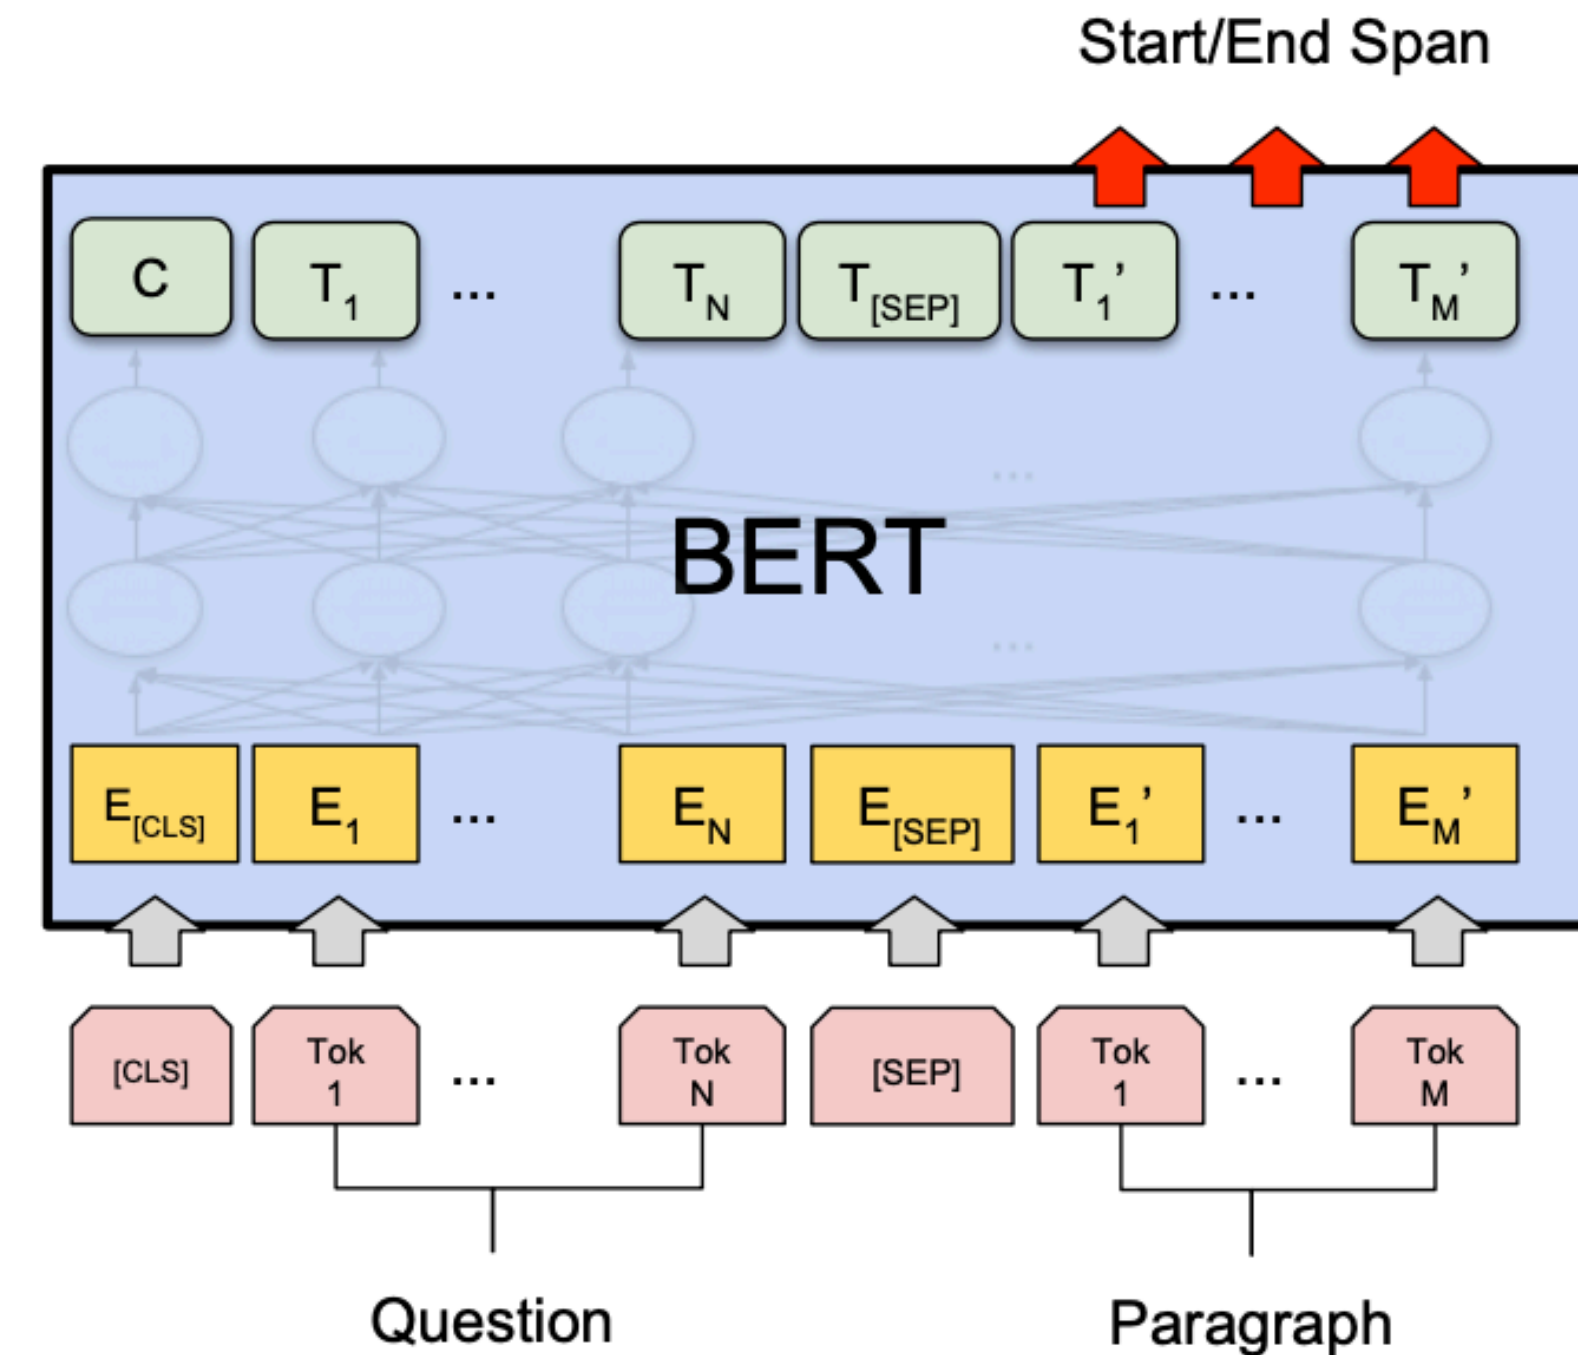 Start/End Span
C T1 ... TN T[SEP] T1’ ... TM’
...
BERT
...
E[CLS] E1 ... EN E[SEP] E1’ ... EM’
[CLS] Tok 1 ... Tok N [SEP] Tok 1 ... Tok M
Question Paragraph